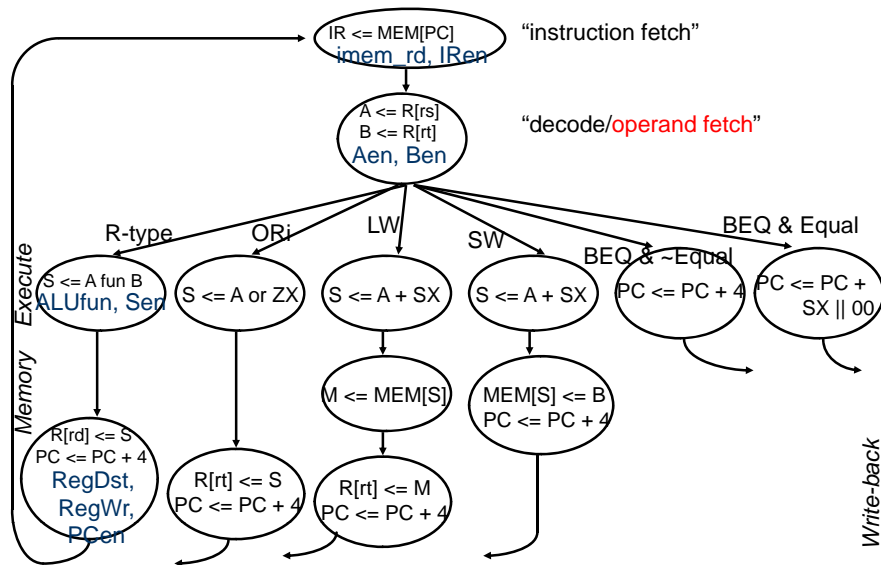 IR <= MEM[PC]
imem_rd, IRen
“instruction fetch”
A <= R[rs]
B <= R[rt]
Aen, Ben
“decode/operand fetch”
R-type
ORi
LW
SW
BEQ & ~Equal
BEQ & Equal
Execute
S <= A fun B
ALUfun, Sen
S <= A or ZX
S <= A + SX
S <= A + SX
PC <= PC + 4
PC <= PC +
SX || 00
Memory
M <= MEM[S]
MEM[S] <= B
PC <= PC + 4
R[rd] <= S
PC <= PC + 4
RegDst,
RegWr,
PCen
R[rt] <= S
PC <= PC + 4
R[rt] <= M
PC <= PC + 4
Write-back